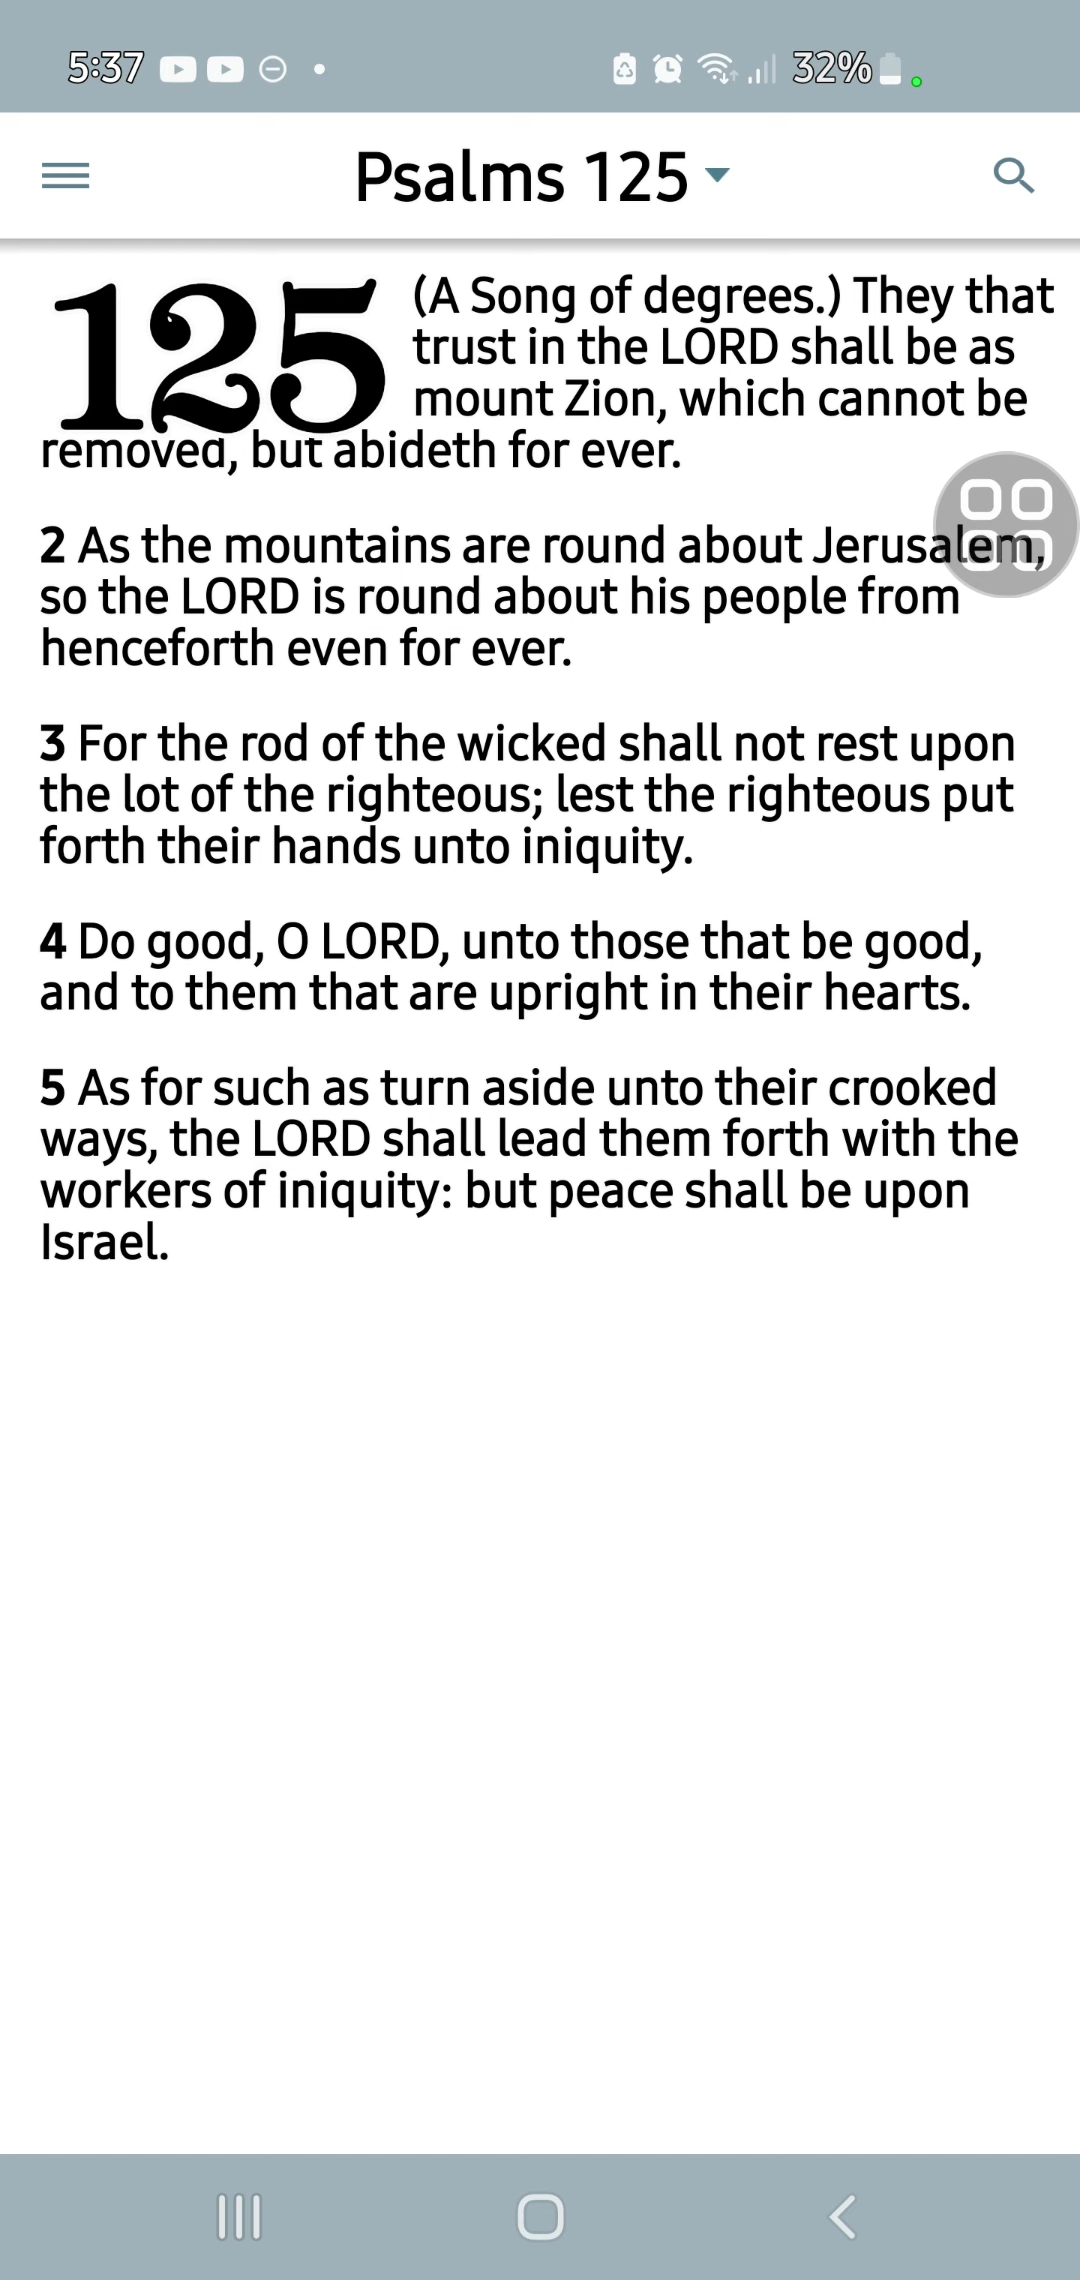 5:37
32%
Psalms 125
125 (A Song of degrees.) They that
trust in the LORD shall be as
mount Zion, which cannot be
removed, but abideth for ever.
2 As the mountains are round about Jerusalem,
so the LORD is round about his people from
henceforth even for ever.
3 For the rod of the wicked shall not rest upon
the lot of the righteous; lest the righteous put
forth their hands unto iniquity.
4 Do good, O LORD, unto those that be good,
and to them that are upright in their hearts.
5 As for such as turn aside unto their crooked
ways, the LORD shall lead them forth with the
workers of iniquity: but peace shall be upon
Israel.